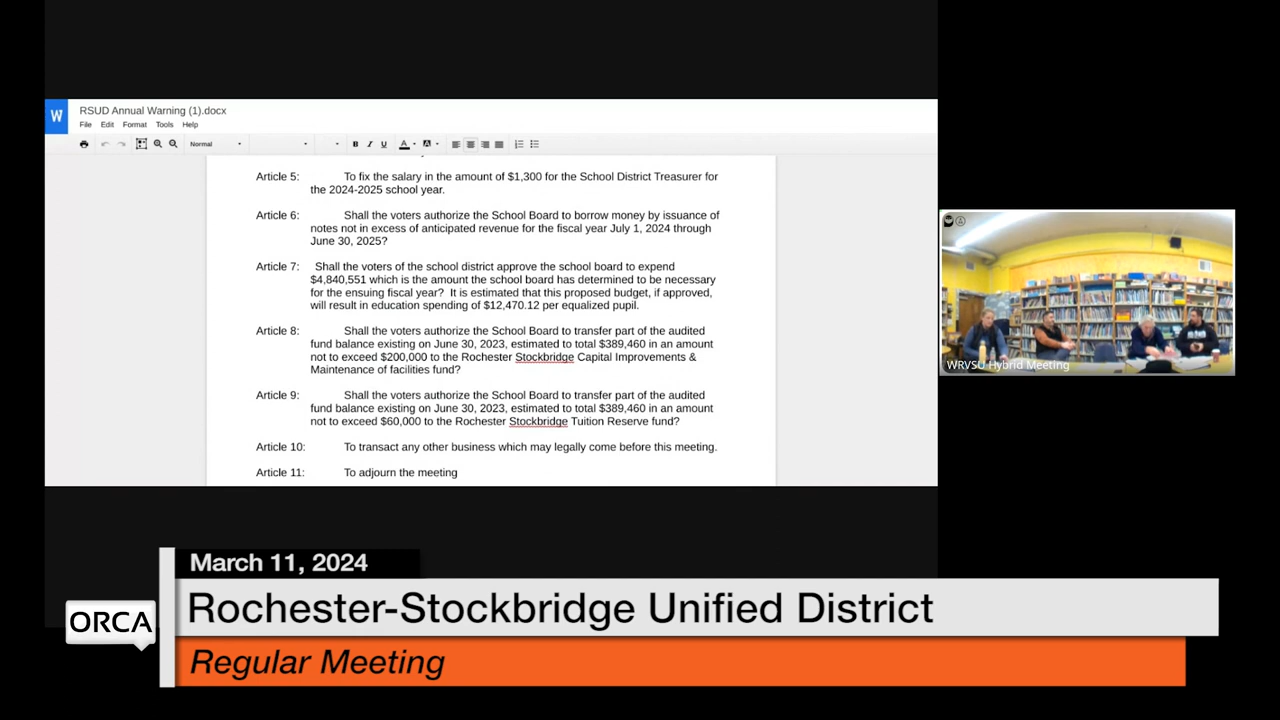 W
RSUD Annual Warning (1).docx
File Edit Format Tools Help
Normal
B I U A A
Article 5: To fix the salary in the amount of $1,300 for the School District Treasurer for
the 2024-2025 school year.
Article 6: Shall the voters authorize the School Board to borrow money by issuance of
notes not in excess of anticipated revenue for the fiscal year July 1, 2024 through
June 30, 2025?
Article 7: Shall the voters of the school district approve the school board to expend
$4,840,551 which is the amount the school board has determined to be necessary
for the ensuing fiscal year? It is estimated that this proposed budget, if approved,
will result in education spending of $12,470.12 per equalized pupil.
Article 8: Shall the voters authorize the School Board to transfer part of the audited
fund balance existing on June 30, 2023, estimated to total $389,460 in an amount
not to exceed $200,000 to the Rochester Stockbridge Capital Improvements &
Maintenance of facilities fund?
Article 9: Shall the voters authorize the School Board to transfer part of the audited
fund balance existing on June 30, 2023, estimated to total $389,460 in an amount
not to exceed $60,000 to the Rochester Stockbridge Tuition Reserve fund?
Article 10: To transact any other business which may legally come before this meeting.
Article 11: To adjourn the meeting
WRVSU Hybrid Meeting
March 11, 2024
ORCA
Rochester-Stockbridge Unified District
Regular Meeting